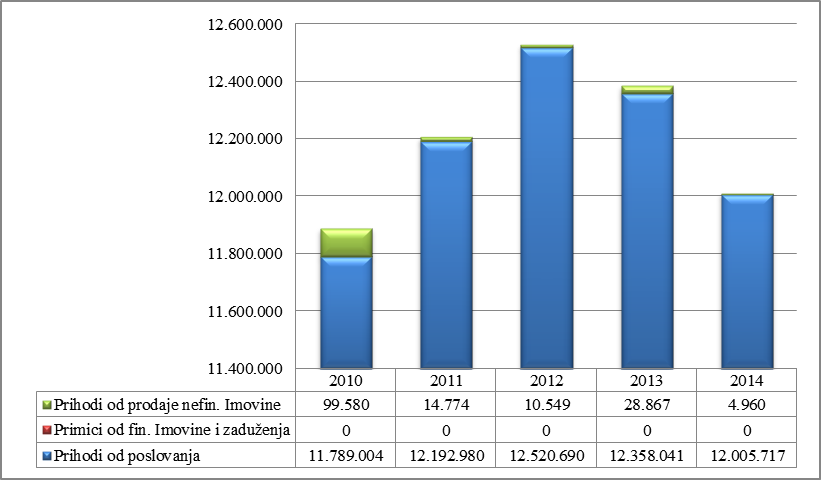 12.600.000
12.400.000
12.200.000
12.000.000
11.800.000
11.600.000
11.400.000
2010 2011 2012 2013 2014
Prihodi od prodaje nefin. Imovine 99.580 14.774 10.549 28.867 4.960
Primici od fin. Imovine i zaduženja 0 0 0 0 0
Prihodi od poslovanja 11.789.004 12.192.980 12.520.690 12.358.041 12.005.717